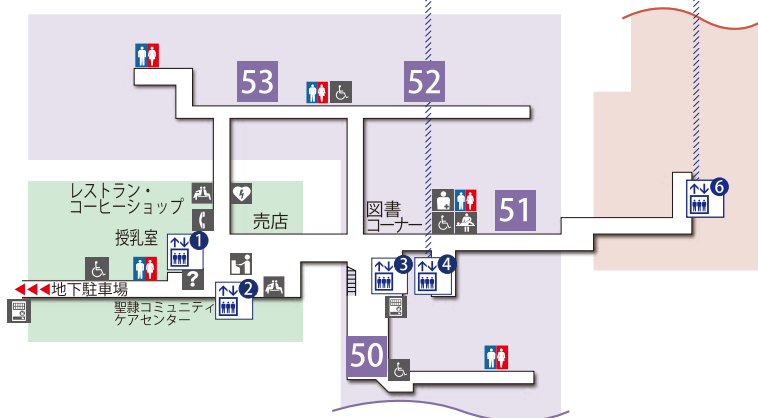 53
52
レストラン・
コーヒーショップ
売店
図書
コーナー
51
6
授乳室
1
?
2
3
4
地下駐車場
聖隷コミュニティ
ケアセンター
50